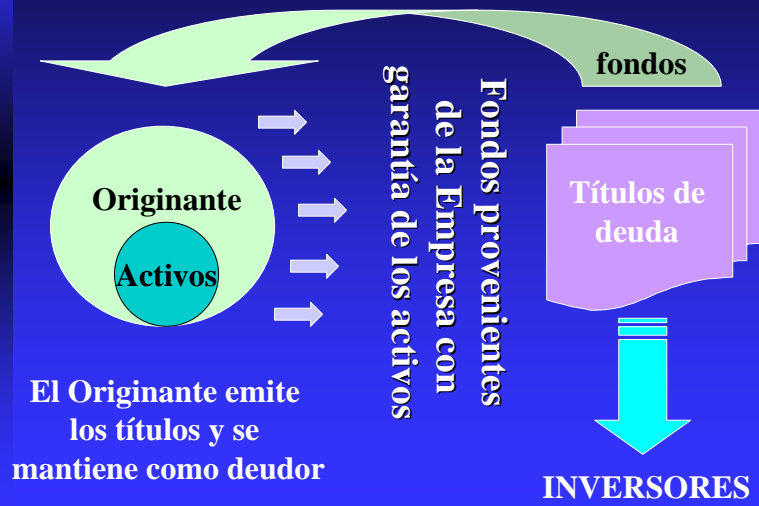 fondos
Originante
Activos
Fondos provenientes
de la Empresa con
garantía de los activos
Títulos de
deuda
El Originante emite
los títulos y se
mantiene como deudor
INVERSORES